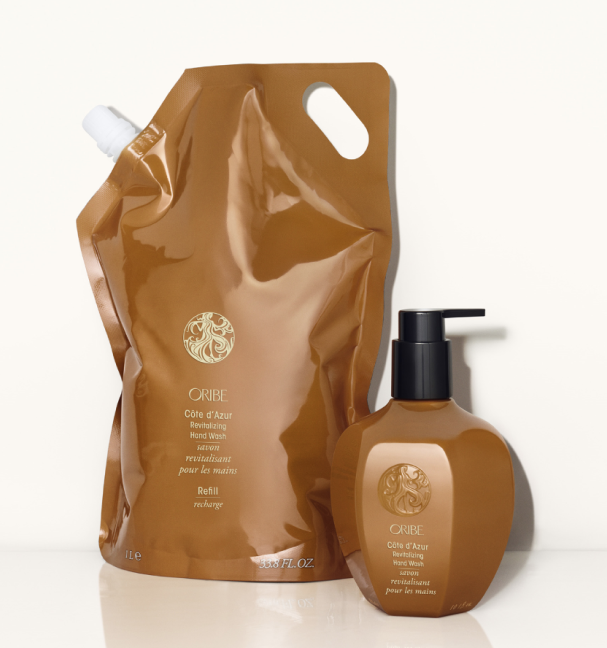 ORIBE
Côte d'Azur
Revitalizing
Hand Wash
savon
revitalisant
pour les mains
Refill
recharge
1 L℮
33.8 FL.OZ.
ORIBE
Côte d'Azur
Revitalizing
Hand Wash
savon
revitalisant
pour les mains